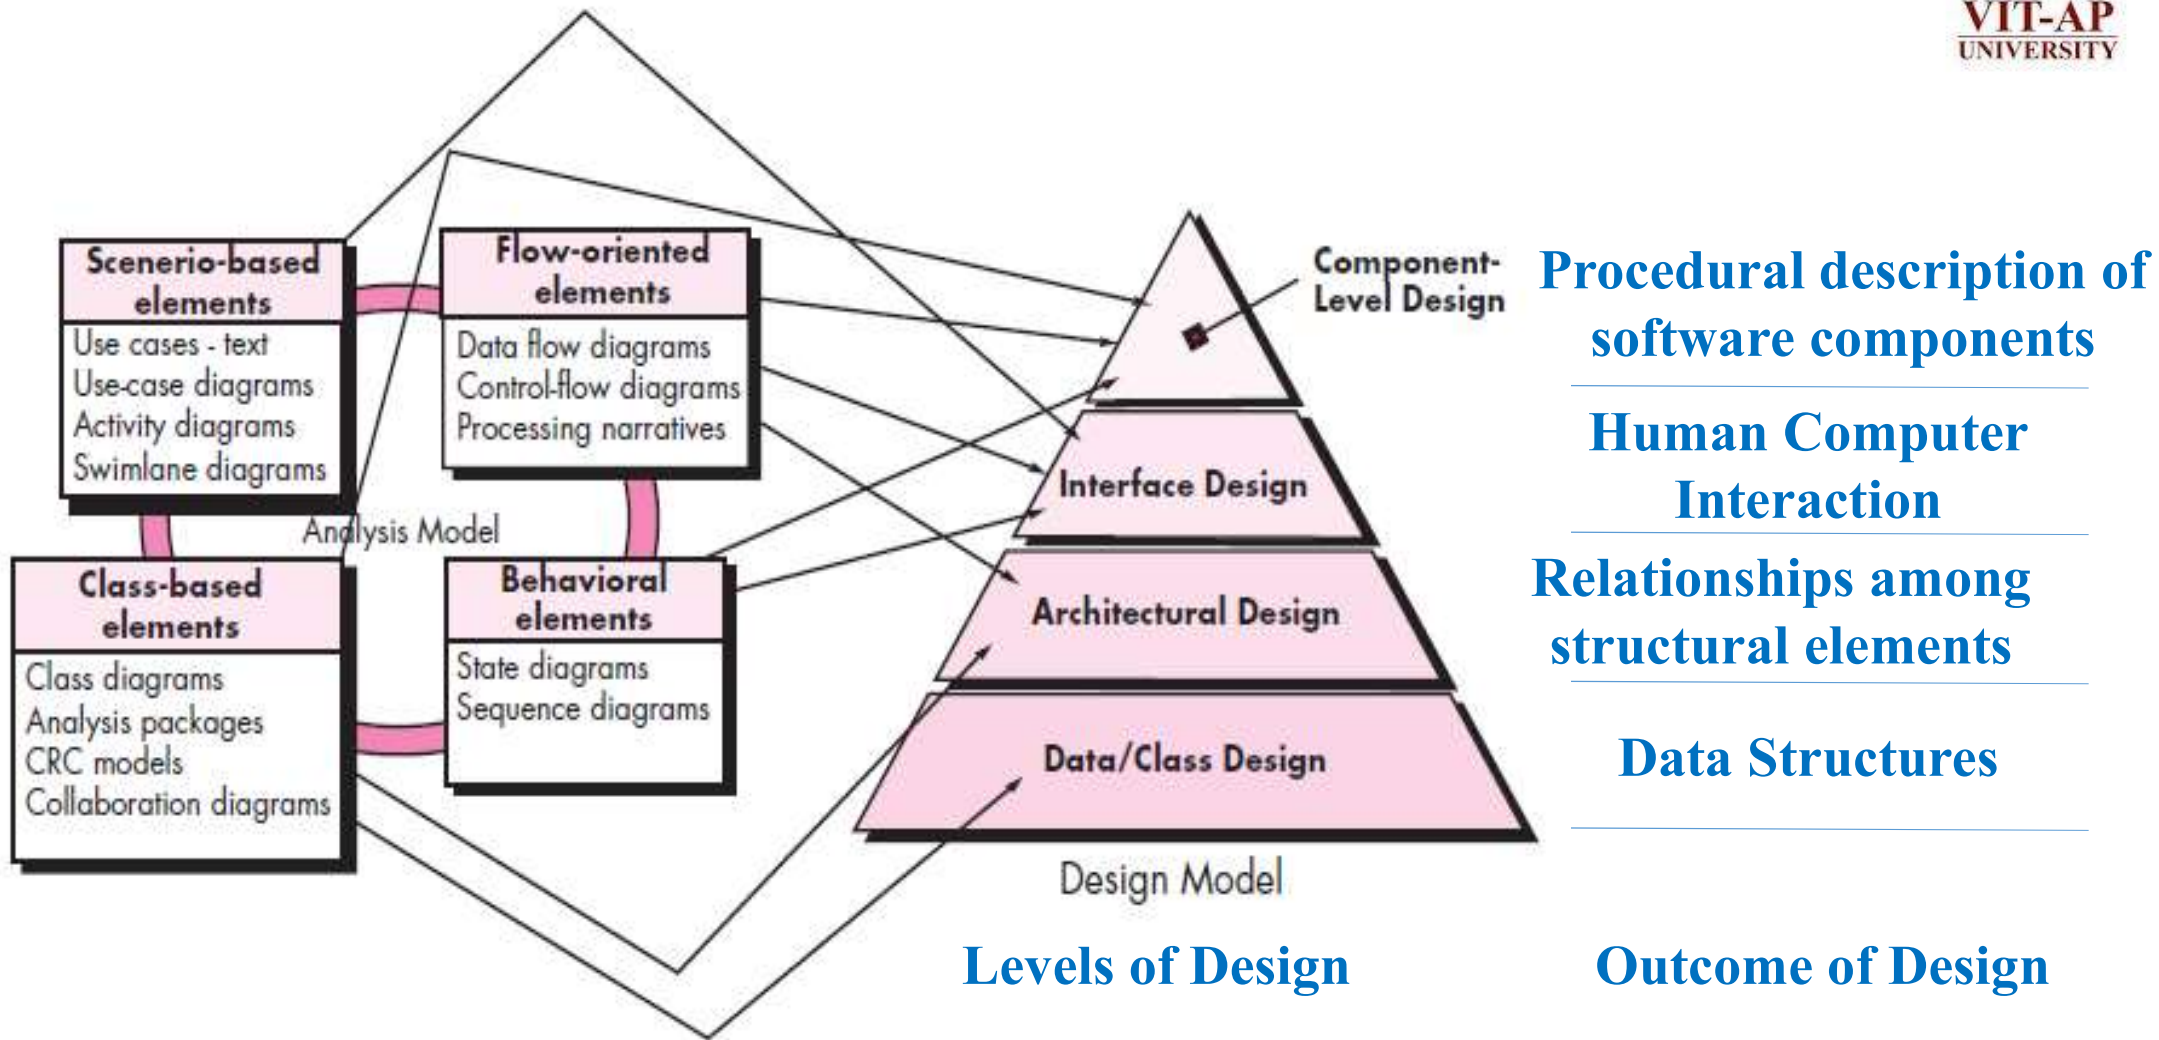 VIT-AP
UNIVERSITY
Scenerio-based
elements
Use cases - text
Use-case diagrams
Activity diagrams
Swimlane diagrams
Flow-oriented
elements
Data flow diagrams
Control-flow diagrams
Processing narratives
Analysis Model
Class-based
elements
Class diagrams
Analysis packages
CRC models
Collaboration diagrams
Behavioral
elements
State diagrams
Sequence diagrams
Component-
Level Design
Interface Design
Architectural Design
Data/Class Design
Design Model
Levels of Design
Procedural description of
software components
Human Computer
Interaction
Relationships among
structural elements
Data Structures
Outcome of Design